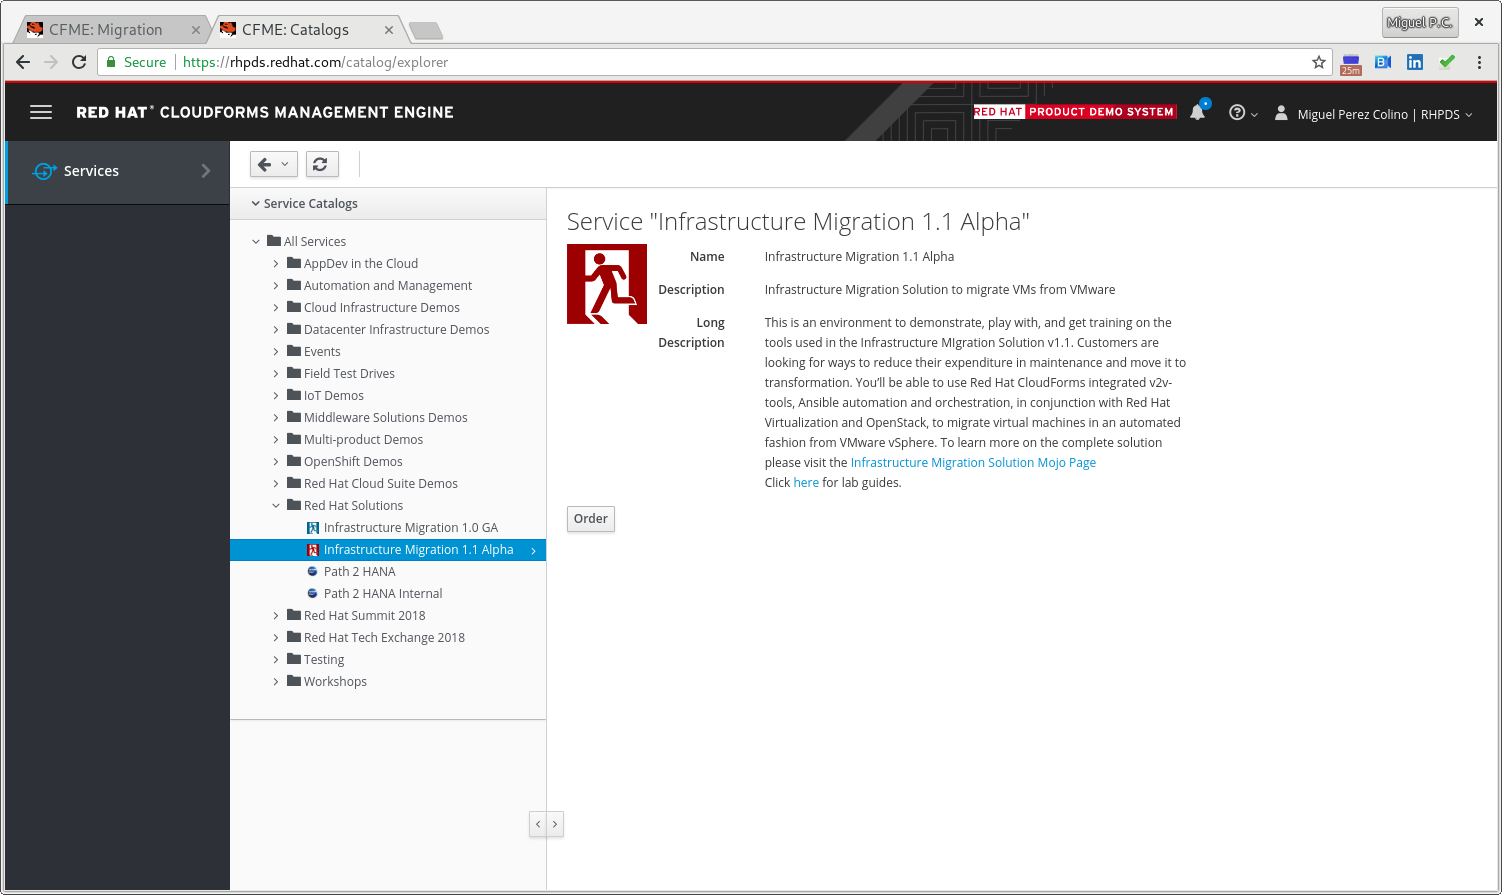 CFME: Migration
CFME: Catalogs
Miguel P.C.
Secure
https://rhpds.redhat.com/catalog/explorer
25m
B
in
RED HAT® CLOUDFORMS MANAGEMENT ENGINE
RED HAT PRODUCT DEMO SYSTEM
Miguel Perez Colino | RHPDS
Services
Service Catalogs
All Services
AppDev in the Cloud
Automation and Management
Cloud Infrastructure Demos
Datacenter Infrastructure Demos
Events
Field Test Drives
IoT Demos
Middleware Solutions Demos
Multi-product Demos
OpenShift Demos
Red Hat Cloud Suite Demos
Red Hat Solutions
Infrastructure Migration 1.0 GA
Infrastructure Migration 1.1 Alpha
Path 2 HANA
Path 2 HANA Internal
Red Hat Summit 2018
Red Hat Tech Exchange 2018
Testing
Workshops
Service "Infrastructure Migration 1.1 Alpha"
Name
Infrastructure Migration 1.1 Alpha
Description
Infrastructure Migration Solution to migrate VMs from VMware
Long
Description
This is an environment to demonstrate, play with, and get training on the
tools used in the Infrastructure MIgration Solution v1.1. Customers are
looking for ways to reduce their expenditure in maintenance and move it to
transformation. You’ll be able to use Red Hat CloudForms integrated v2v-
tools, Ansible automation and orchestration, in conjunction with Red Hat
Virtualization and OpenStack, to migrate virtual machines in an automated
fashion from VMware vSphere. To learn more on the complete solution
please visit the Infrastructure Migration Solution Mojo Page
Click here for lab guides.
Order